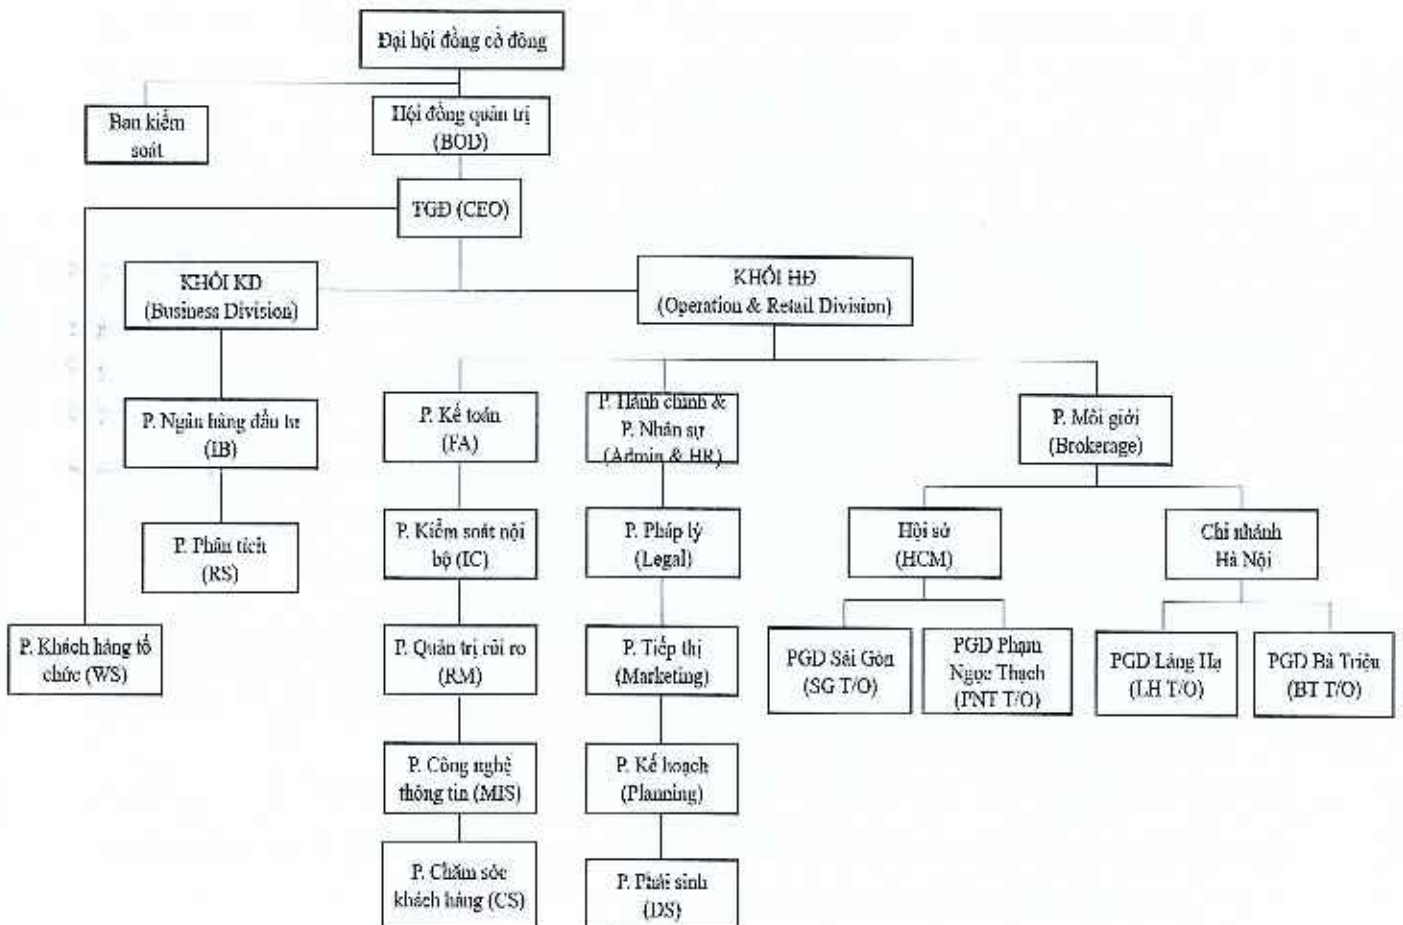 Đại hội đồng cổ đông
Ban kiểm
soát
Hội đồng quản trị
(BOD)
TGĐ (CEO)
KHỐI KD
(Business Division)
KHỐI HĐ
(Operation & Retail Division)
P. Ngân hàng đầu tư
(IB)
P. Kế toán
(FA)
P. Hành chính &
P. Nhân sự
(Admin & HR)
P. Môi giới
(Brokerage)
P. Phân tích
(RS)
P. Kiểm soát nội
bộ (IC)
P. Pháp lý
(Legal)
Hội sở
(HCM)
Chi nhánh
Hà Nội
P. Khách hàng tổ
chức (WS)
P. Quản trị rủi ro
(RM)
P. Tiếp thị
(Marketing)
PGD Sài Gòn
(SG T/O)
PGD Phạm
Ngọc Thạch
(PNT T/O)
PGD Láng Hạ
(LH T/O)
PGD Bà Triệu
(BT T/O)
P. Công nghệ
thông tin (MIS)
P. Kế hoạch
(Planning)
P. Chăm sóc
khách hàng (CS)
P. Phái sinh
(DS)